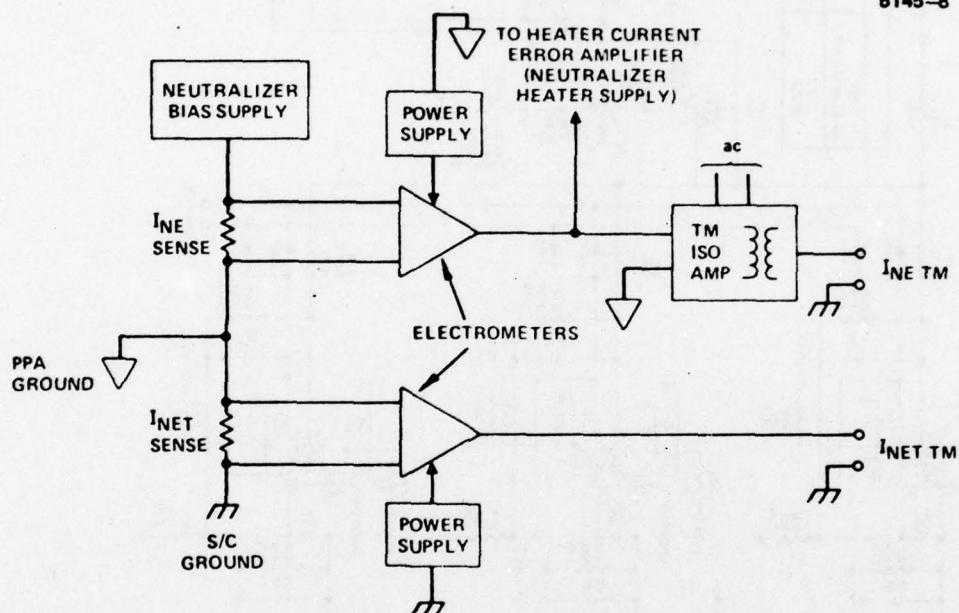 6145-8
TO HEATER CURRENT
ERROR AMPLIFIER
(NEUTRALIZER
HEATER SUPPLY)
NEUTRALIZER
BIAS SUPPLY
POWER
SUPPLY
ac
INE
SENSE
TM
ISO
AMP
INE TM
ELECTROMETERS
PPA
GROUND
INET
SENSE
INET TM
S/C
GROUND
POWER
SUPPLY